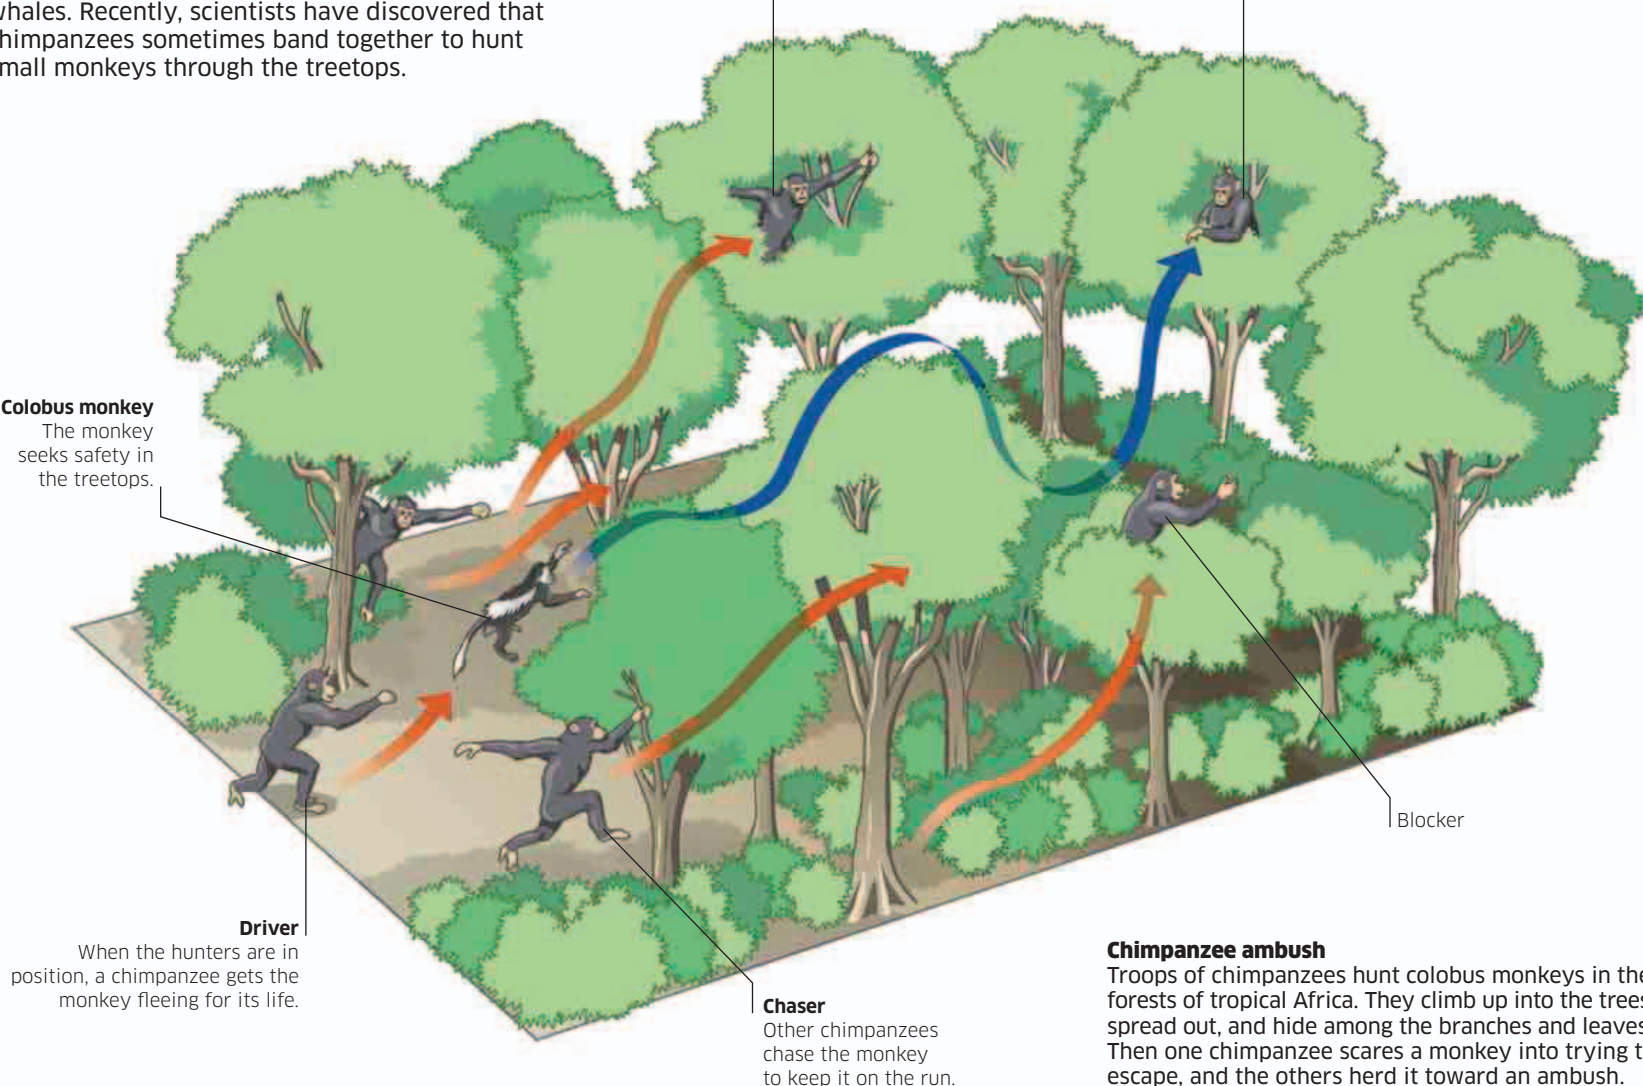 whales. Recently, scientists have discovered that
chimpanzees sometimes band together to hunt
small monkeys through the treetops.
Colobus monkey
The monkey
seeks safety in
the treetops.
Blocker
Driver
When the hunters are in
position, a chimpanzee gets the
monkey fleeing for its life.
Chaser
Other chimpanzees
chase the monkey
to keep it on the run.
Chimpanzee ambush
Troops of chimpanzees hunt colobus monkeys in the
forests of tropical Africa. They climb up into the trees,
spread out, and hide among the branches and leaves.
Then one chimpanzee scares a monkey into trying to
escape, and the others herd it toward an ambush.